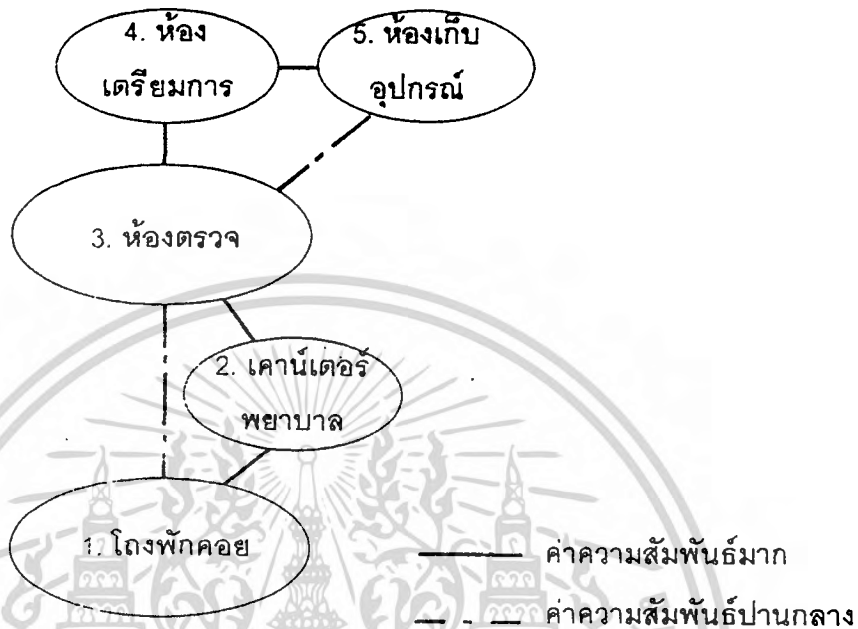 4. ห้อง
เตรียมการ
5. ห้องเก็บ
อุปกรณ์
3. ห้องตรวจ
2. เคาน์เตอร์
พยาบาล
1. โถงพักคอย
ค่าความสัมพันธ์มาก
ค่าความสัมพันธ์ปานกลาง